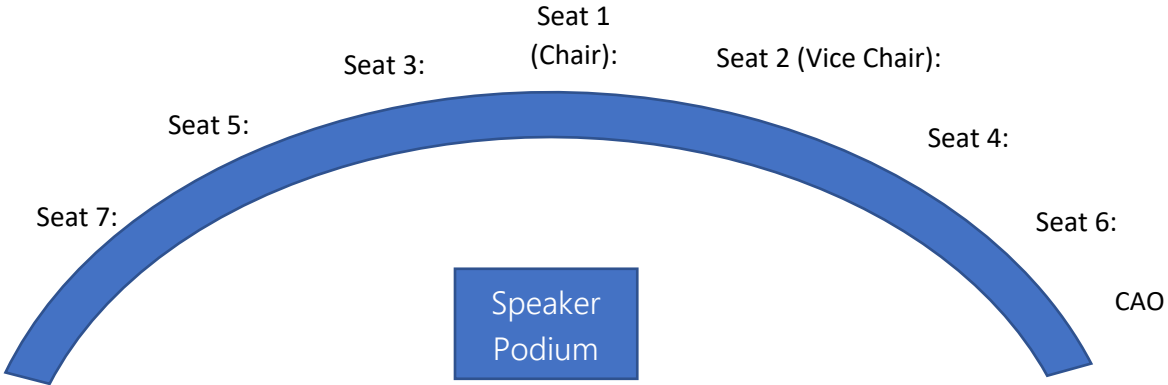 Seat 1
(Chair):
Seat 2 (Vice Chair):
Seat 3:
Seat 5:
Seat 4:
Seat 7:
Seat 6:
Speaker
Podium
CAO